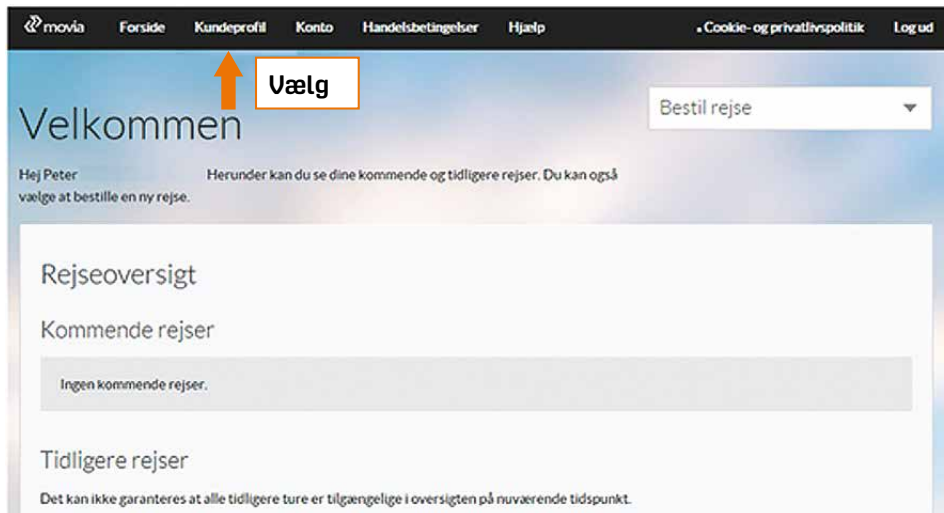 movia Forside Kundeprofil Konto Handelsbetingelser Hjælp Cookie- og privatlivspolitik Log ud
Vælg
Bestil rejse
Velkommen
Hej Peter Herunder kan du se dine kommende og tidligere rejser. Du kan også
vælge at bestille en ny rejse.
Rejseoversigt
Kommende rejser
Ingen kommende rejser.
Tidligere rejser
Det kan ikke garanteres at alle tidligere ture er tilgængelige i oversigten på nuværende tidspunkt.